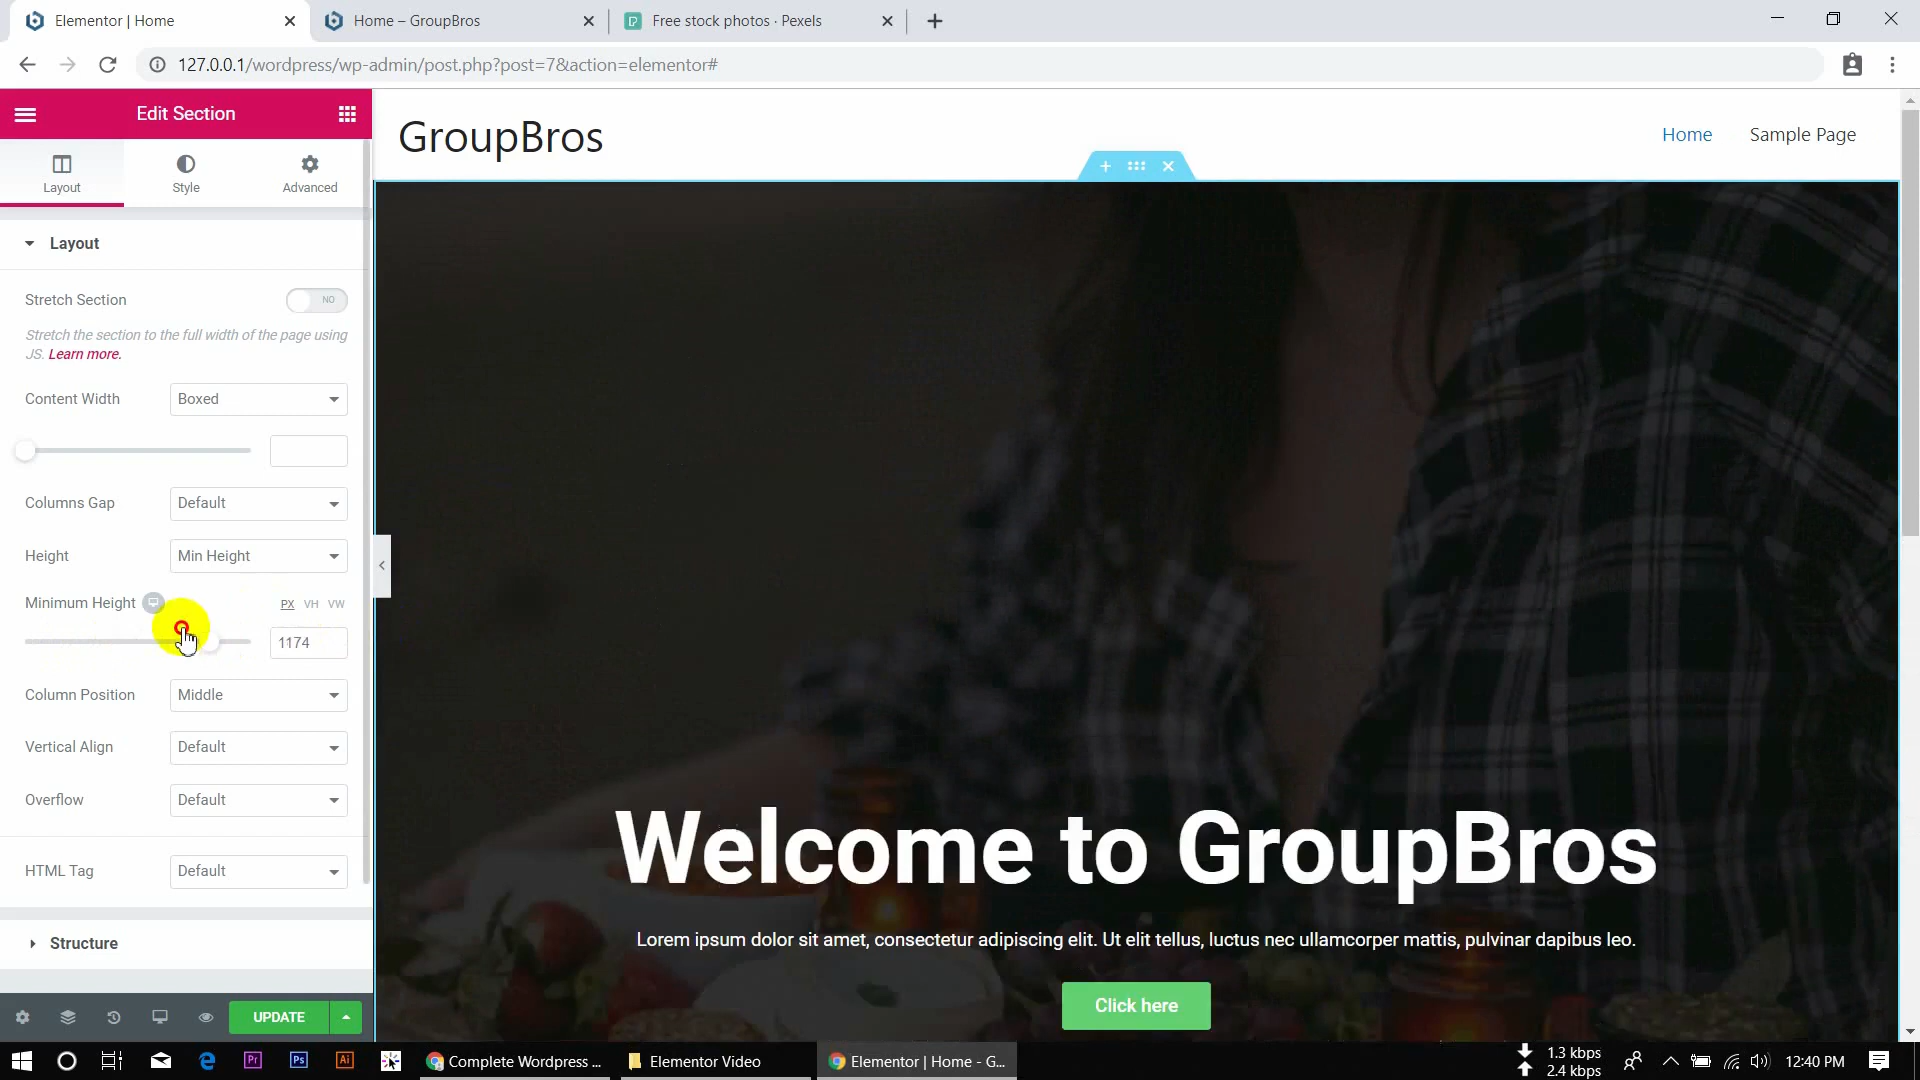 Elementor | Home
Home – GroupBros
Free stock photos · Pexels
127.0.0.1/wordpress/wp-admin/post.php?post=7&action=elementor#
Edit Section
GroupBros
Home
Sample Page
Layout
Style
Advanced
Layout
Stretch Section
NO
Stretch the section to the full width of the page using
JS. Learn more.
Content Width
Boxed
Columns Gap
Default
Height
Min Height
Minimum Height
PX VH VW
1174
Column Position
Middle
Vertical Align
Default
Overflow
Default
HTML Tag
Default
Structure
Welcome to GroupBros
Lorem ipsum dolor sit amet, consectetur adipiscing elit. Ut elit tellus, luctus nec ullamcorper mattis, pulvinar dapibus leo.
Click here
UPDATE
Pr
Ps
Ai
Complete Wordpress ...
Elementor Video
Elementor | Home - G...
1.3 kbps
2.4 kbps
12:40 PM